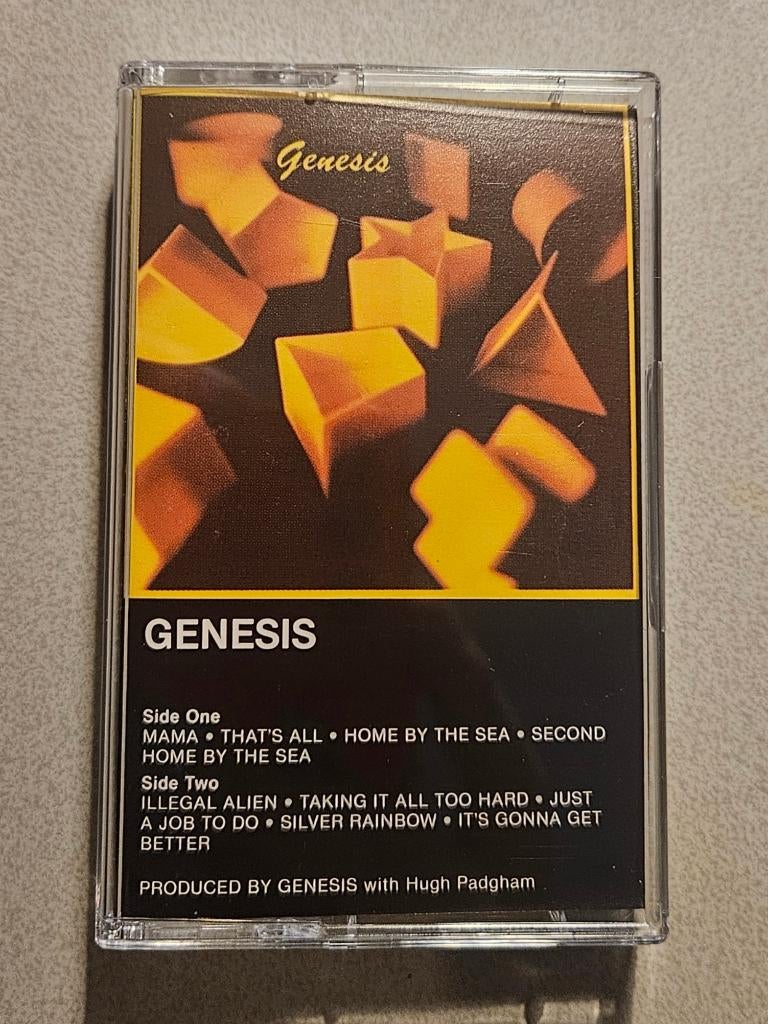 Genesis
GENESIS
Side One
MAMA • THAT'S ALL • HOME BY THE SEA • SECOND
HOME BY THE SEA
Side Two
ILLEGAL ALIEN • TAKING IT ALL TOO HARD • JUST
A JOB TO DO • SILVER RAINBOW • IT'S GONNA GET
BETTER
PRODUCED BY GENESIS with Hugh Padgham